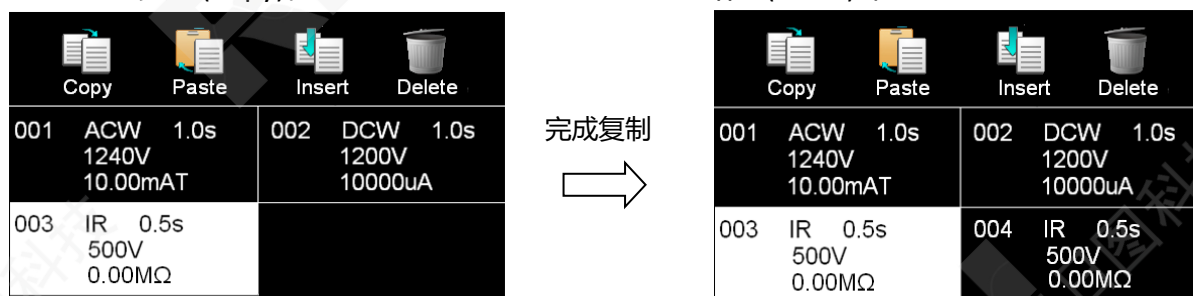 Copy Paste Insert Delete
001 ACW 1.0s 002 DCW 1.0s
1240V 1200V
10.00mAT 10000uA
003 IR 0.5s
500V
0.00MΩ
完成复制
Copy Paste Insert Delete
001 ACW 1.0s 002 DCW 1.0s
1240V 1200V
10.00mAT 10000uA
003 IR 0.5s 004 IR 0.5s
500V 500V
0.00MΩ 0.00MΩ